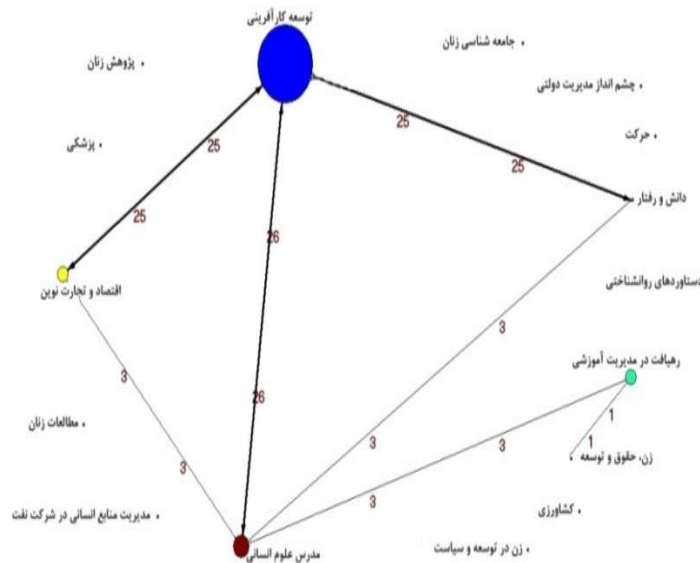 توسعه کارآفرینی
جامعه شناسی زنان
پژوهش زنان
چشم انداز مدیریت دولتی
25
25
حرکت
پزشکی
25
25
دانش و رفتار
26
اقتصاد و تجارت نوین
دستاوردهای روانشناختی
3
رهیافت در مدیریت آموزشی
3
26
1
مطالعات زنان
3
3
1
زن، حقوق و توسعه
3
3
کشاورزی
مدیریت منابع انسانی در شرکت نفت
مدرس علوم انسانی
زن در توسعه و سیاست